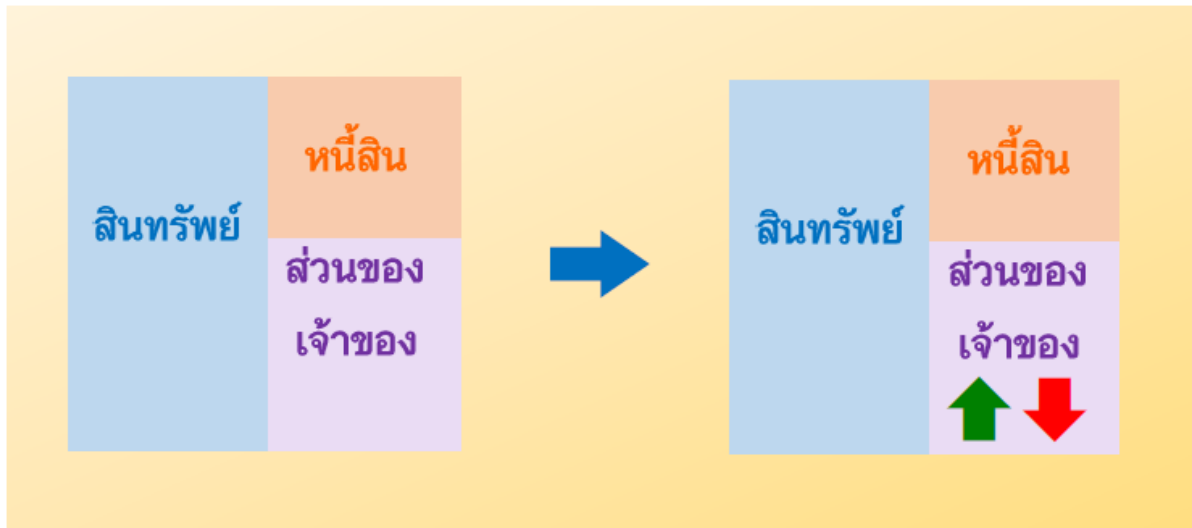 สินทรัพย์
หนี้สิน
ส่วนของ
เจ้าของ
สินทรัพย์
หนี้สิน
ส่วนของ
เจ้าของ